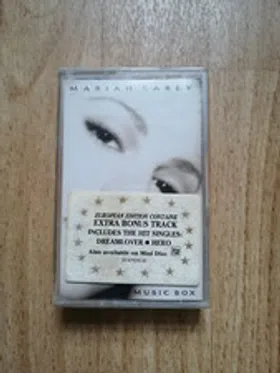 MARIAH CAREY
EUROPEAN EDITION CONTAINS
EXTRA BONUS TRACK
INCLUDES THE HIT SINGLES:
DREAMLOVER ★ HERO
Also available on Mini Disc
MUSIC BOX